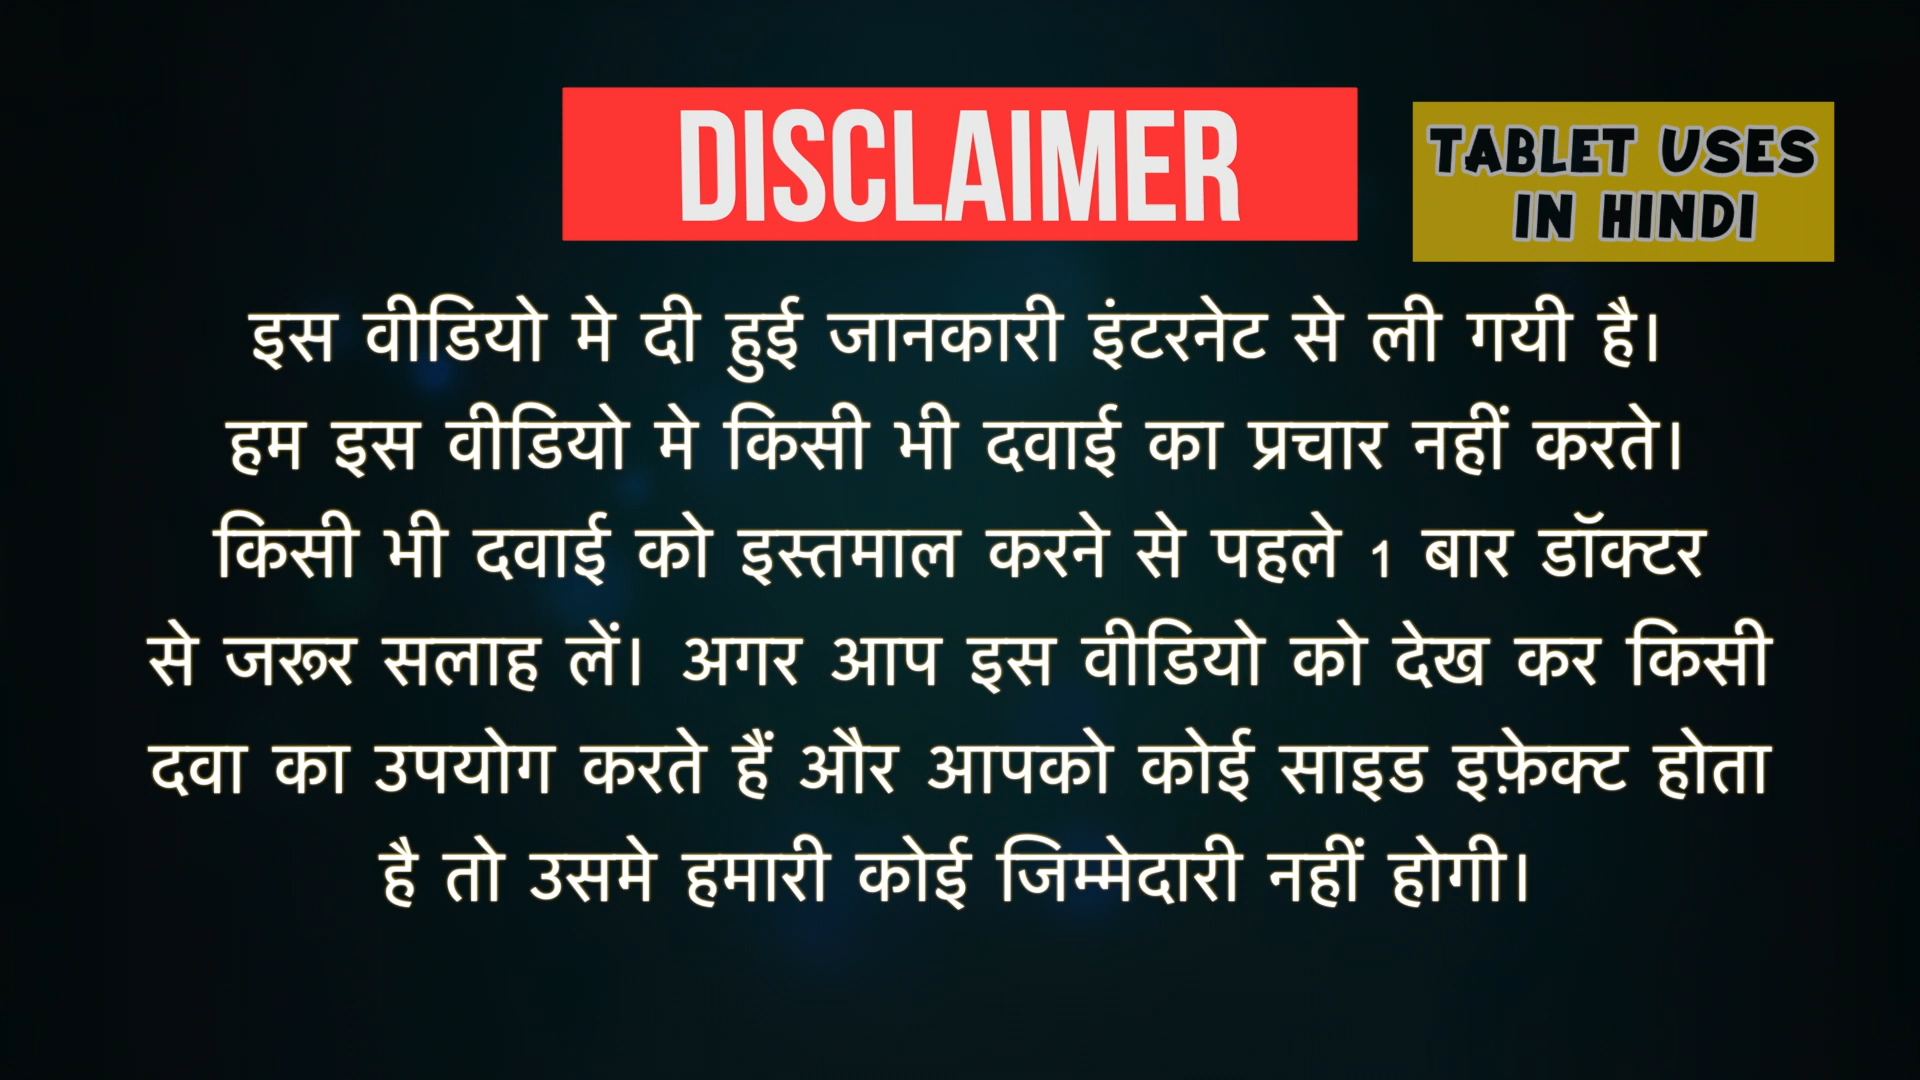 DISCLAIMER
TABLET USES
IN HINDI
इस वीडियो मे दी हुई जानकारी इंटरनेट से ली गयी है।
हम इस वीडियो मे किसी भी दवाई का प्रचार नहीं करते।
किसी भी दवाई को इस्तमाल करने से पहले 1 बार डॉक्टर
से जरूर सलाह लें। अगर आप इस वीडियो को देख कर किसी
दवा का उपयोग करते हैं और आपको कोई साइड इफ़ेक्ट होता
है तो उसमे हमारी कोई जिम्मेदारी नहीं होगी।